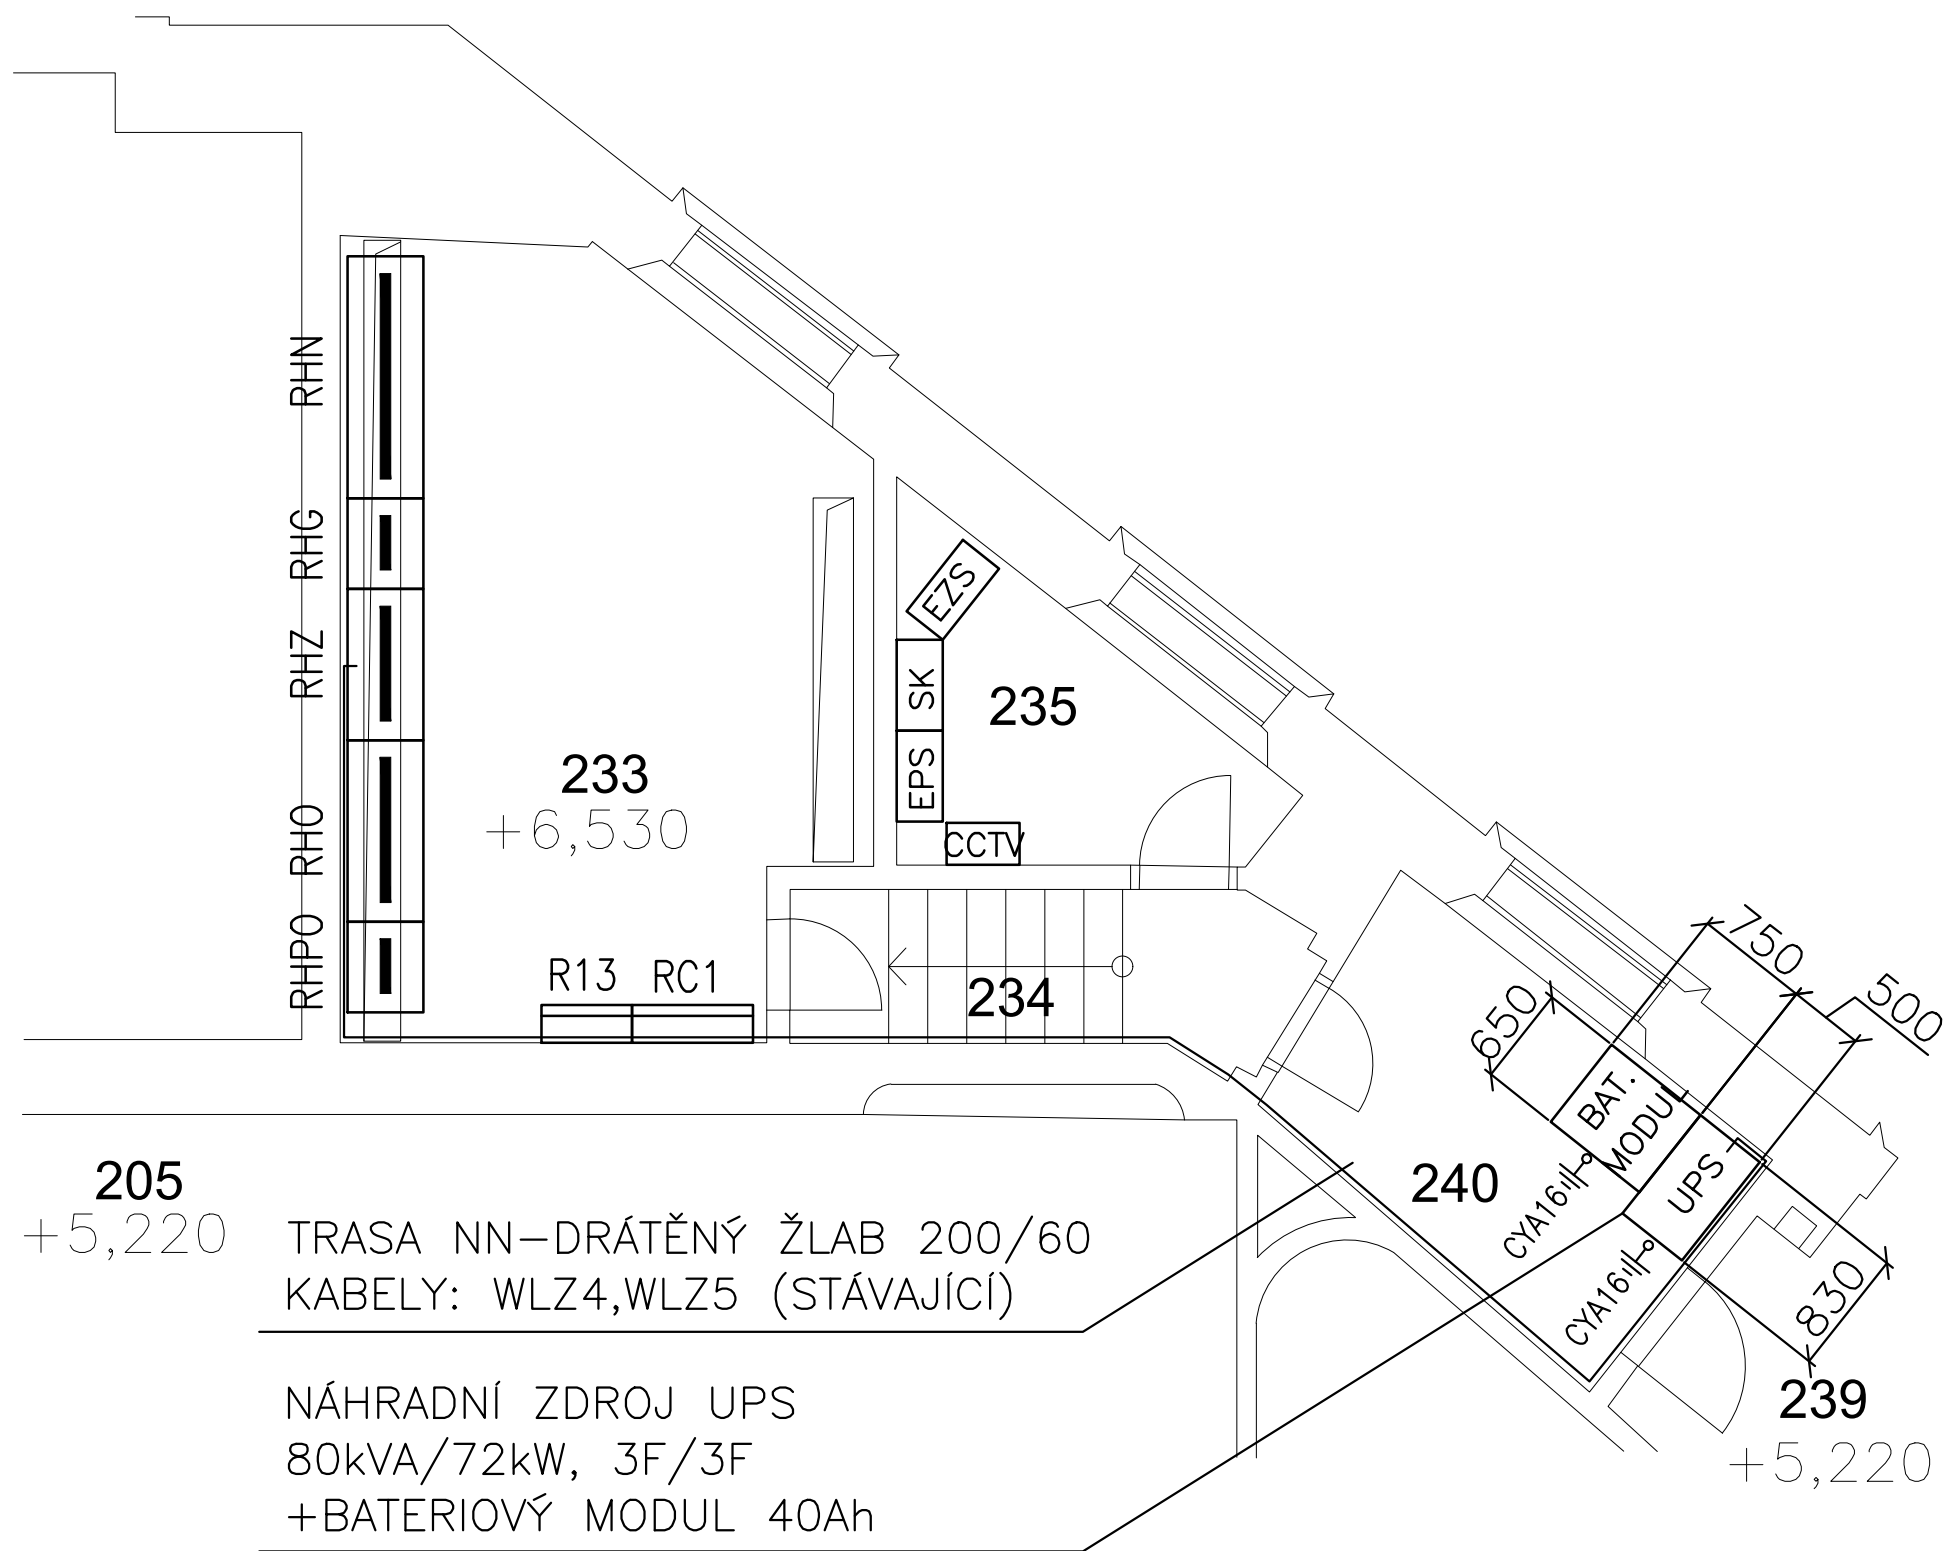 RHN
RHG
RHZ
RHO
RHPO
EZS
SK
EPS
CCTV
235
233
+6,530
R13
RC1
234
750
500
650
BAT.
MODUL
UPS
CYA16
CYA16
240
830
239
+5,220
205
+5,220
TRASA NN-DRÁTĚNÝ ŽLAB 200/60
KABELY: WLZ4,WLZ5 (STÁVAJÍCÍ)
NÁHRADNÍ ZDROJ UPS
80kVA/72kW, 3F/3F
+BATERIOVÝ MODUL 40Ah